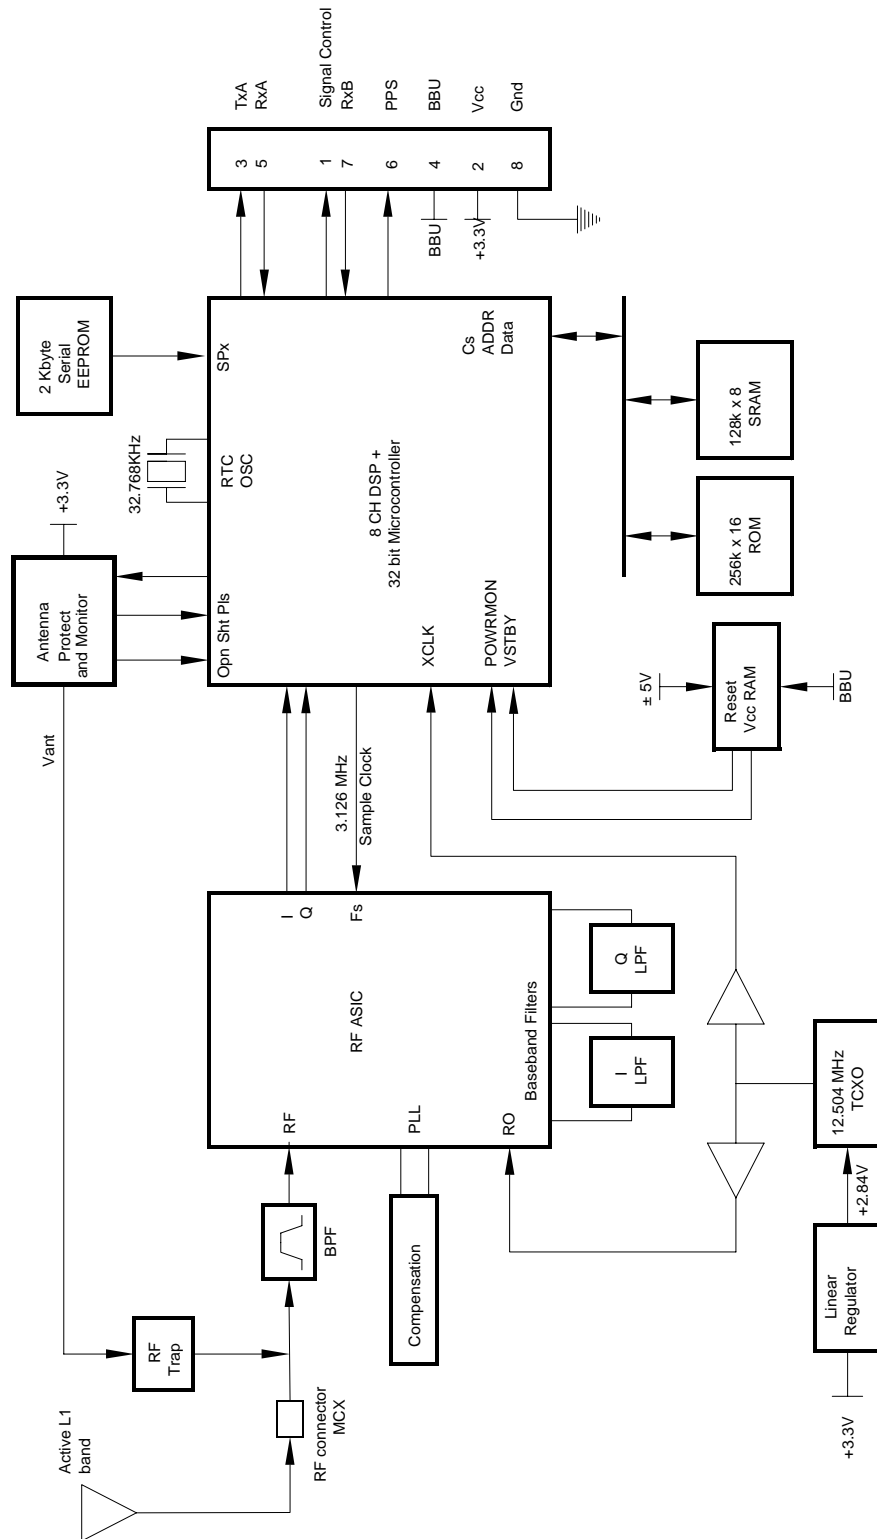 Active L1
band
RF connector
MCX
RF
Trap
BPF
Vant
Antenna
Protect
and Monitor
+3.3V
2 Kbyte
Serial
EEPROM
32.768KHz
RF
PLL
RO
RF ASIC
I
Q
Fs
Baseband Filters
Compensation
I
LPF
Q
LPF
3.126 MHz
Sample Clock
Opn Sht Pls
RTC
OSC
SPx
8 CH DSP +
32 bit Microcontroller
XCLK
POWRMON
VSTBY
Cs
ADDR
Data
TxA
RxA
Signal Control
RxB
PPS
BBU
Vcc
Gnd
3
5
1
7
6
4
2
8
BBU
+3.3V
+3.3V
Linear
Regulator
+2.84V
12.504 MHz
TCXO
± 5V
Reset
Vcc RAM
BBU
256k x 16
ROM
128k x 8
SRAM